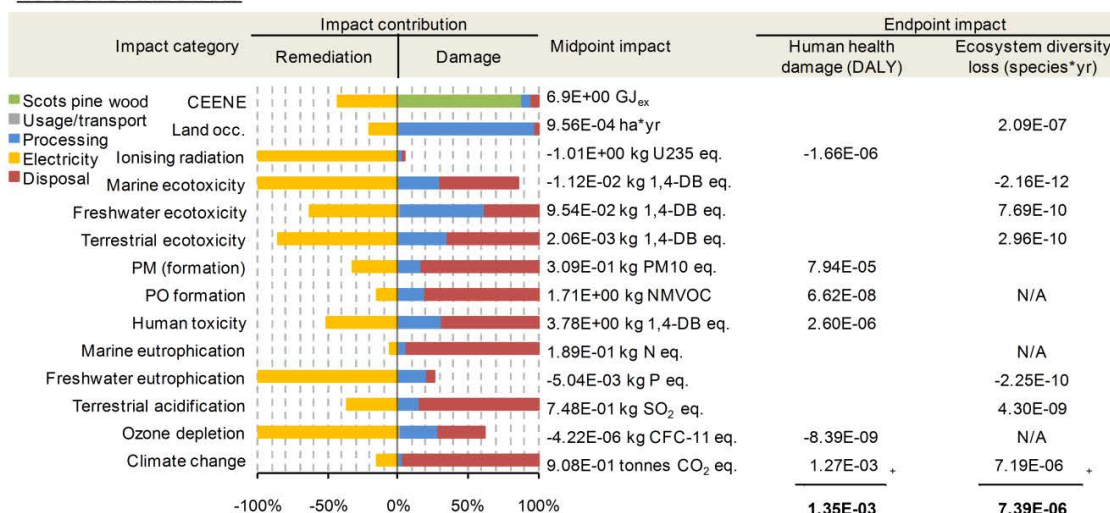 Impact contribution Endpoint impact
Impact category Remediation Damage Midpoint impact Human health damage (DALY) Ecosystem diversity loss (species*yr)
Scots pine wood
Usage/transport
Processing
Electricity
Disposal
CEENE 6.9E+00 GJex
Land occ. 9.56E-04 ha*yr 2.09E-07
Ionising radiation -1.01E+00 kg U235 eq. -1.66E-06
Marine ecotoxicity -1.12E-02 kg 1,4-DB eq. -2.16E-12
Freshwater ecotoxicity 9.54E-02 kg 1,4-DB eq. 7.69E-10
Terrestrial ecotoxicity 2.06E-03 kg 1,4-DB eq. 2.96E-10
PM (formation) 3.09E-01 kg PM10 eq. 7.94E-05
PO formation 1.71E+00 kg NMVOC 6.62E-08 N/A
Human toxicity 3.78E+00 kg 1,4-DB eq. 2.60E-06
Marine eutrophication 1.89E-01 kg N eq. N/A
Freshwater eutrophication -5.04E-03 kg P eq. -2.25E-10
Terrestrial acidification 7.48E-01 kg SO2 eq. 4.30E-09
Ozone depletion -4.22E-06 kg CFC-11 eq. -8.39E-09 N/A
Climate change 9.08E-01 tonnes CO2 eq. 1.27E-03 + 7.19E-06 +
-100% -50% 0% 50% 100% 1.35E-03 7.39E-06